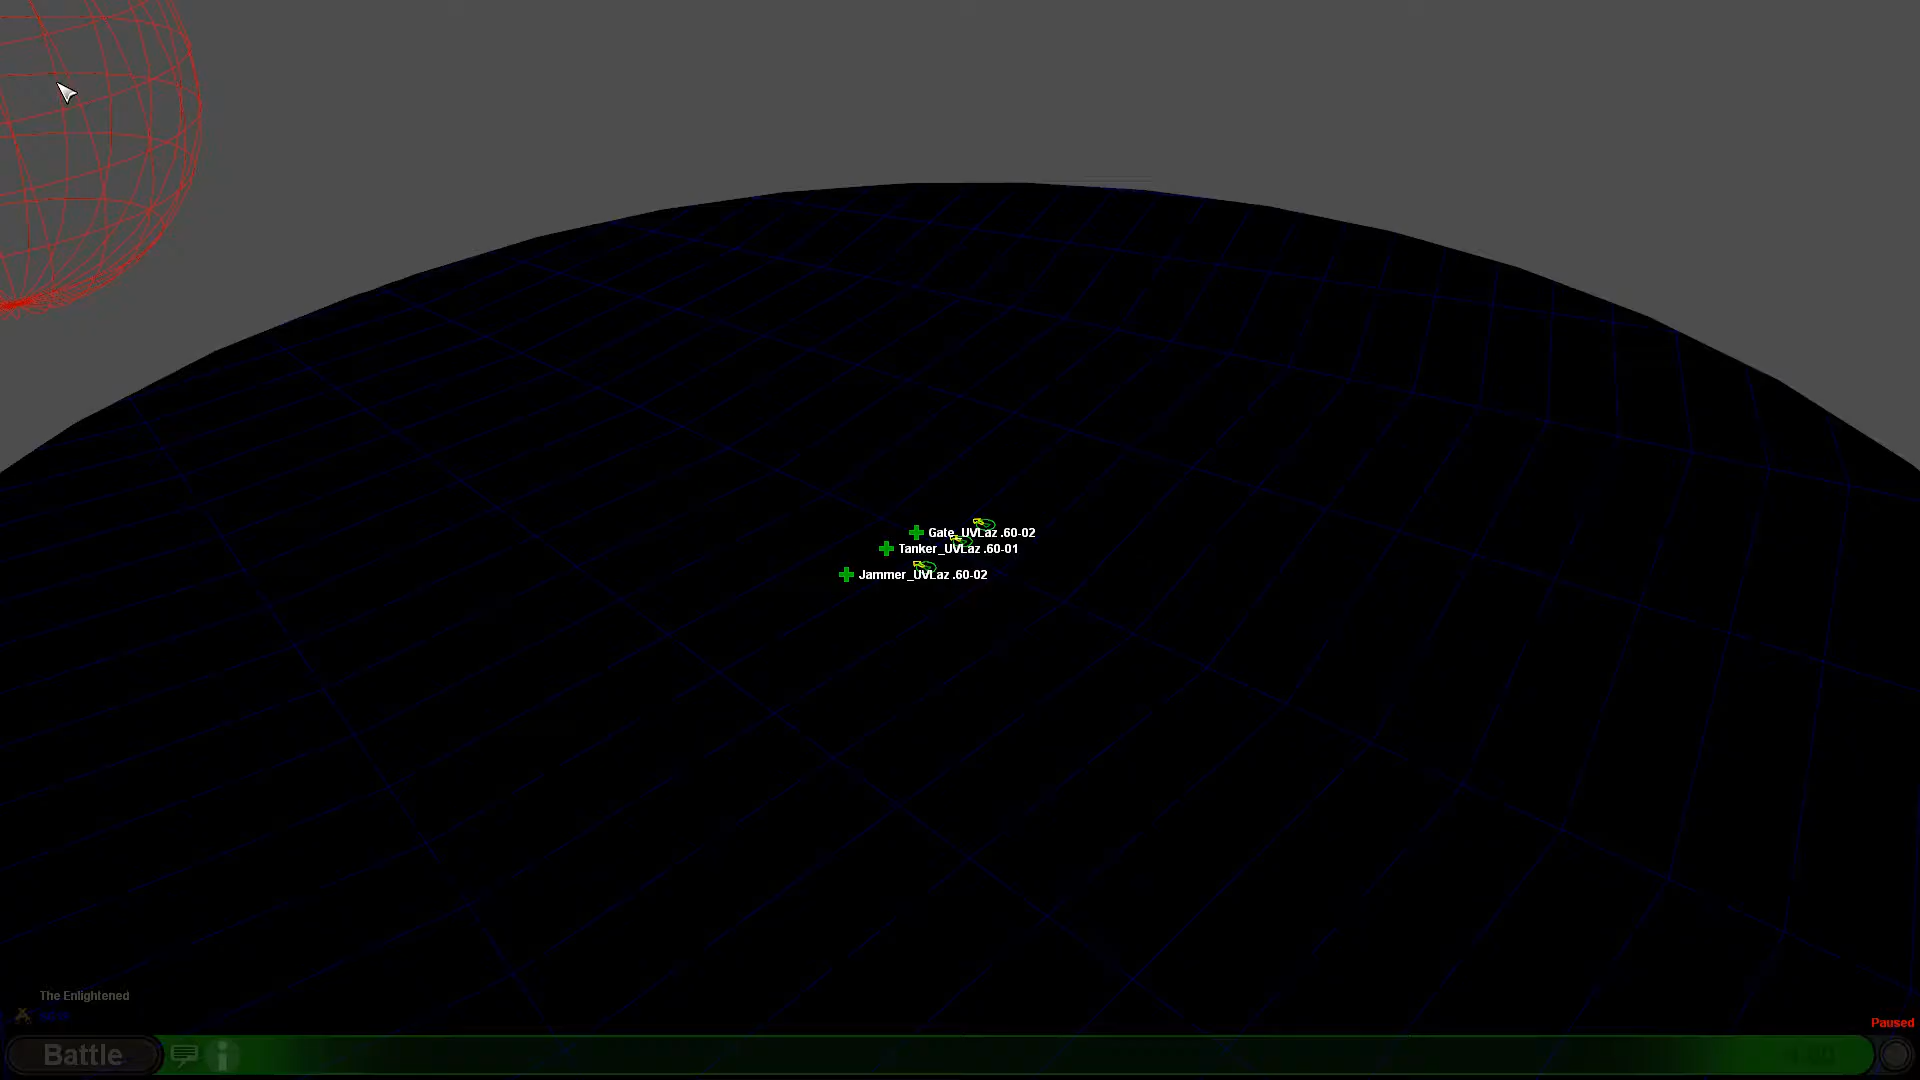 Gate_UVLaz .60-02
Tanker_UVLaz .60-01
Jammer_UVLaz .60-02
The Enlightened
Paused
Battle